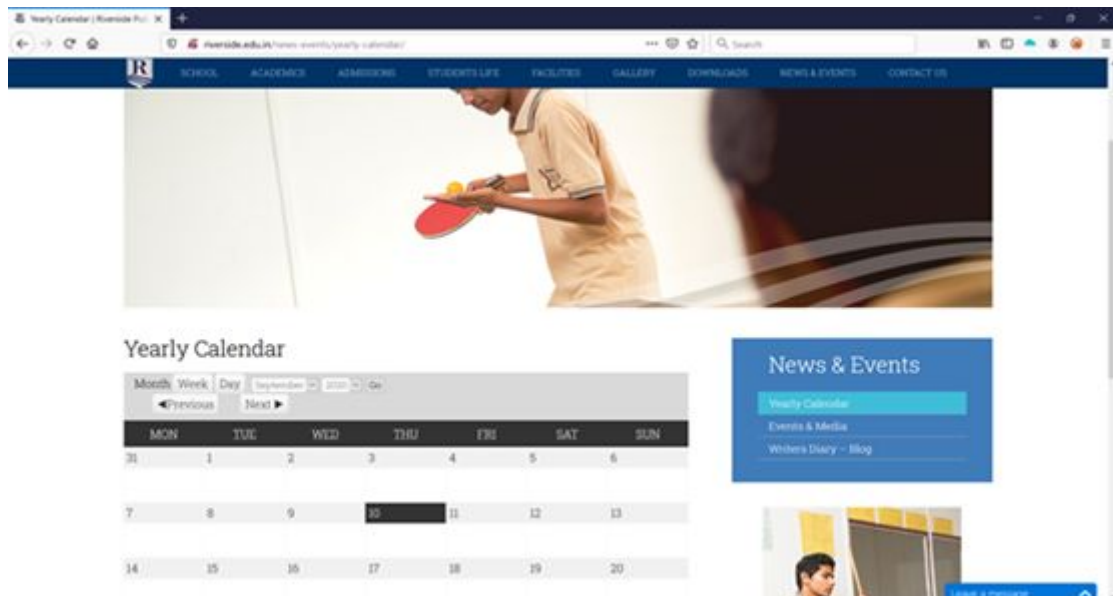 Yearly Calendar | Riverside Pub
riverside.edu.in/news-events/yearly-calendar/
Search
R
SCHOOL ACADEMICS ADMISSIONS STUDENTS LIFE FACILITIES GALLERY DOWNLOADS NEWS & EVENTS CONTACT US
Yearly Calendar
Month Week Day September 2020 Go
Previous Next
MON TUE WED THU FRI SAT SUN
31 1 2 3 4 5 6
7 8 9 10 11 12 13
14 15 16 17 18 19 20
News & Events
Yearly Calendar
Events & Media
Writers Diary – Blog
Leave a message